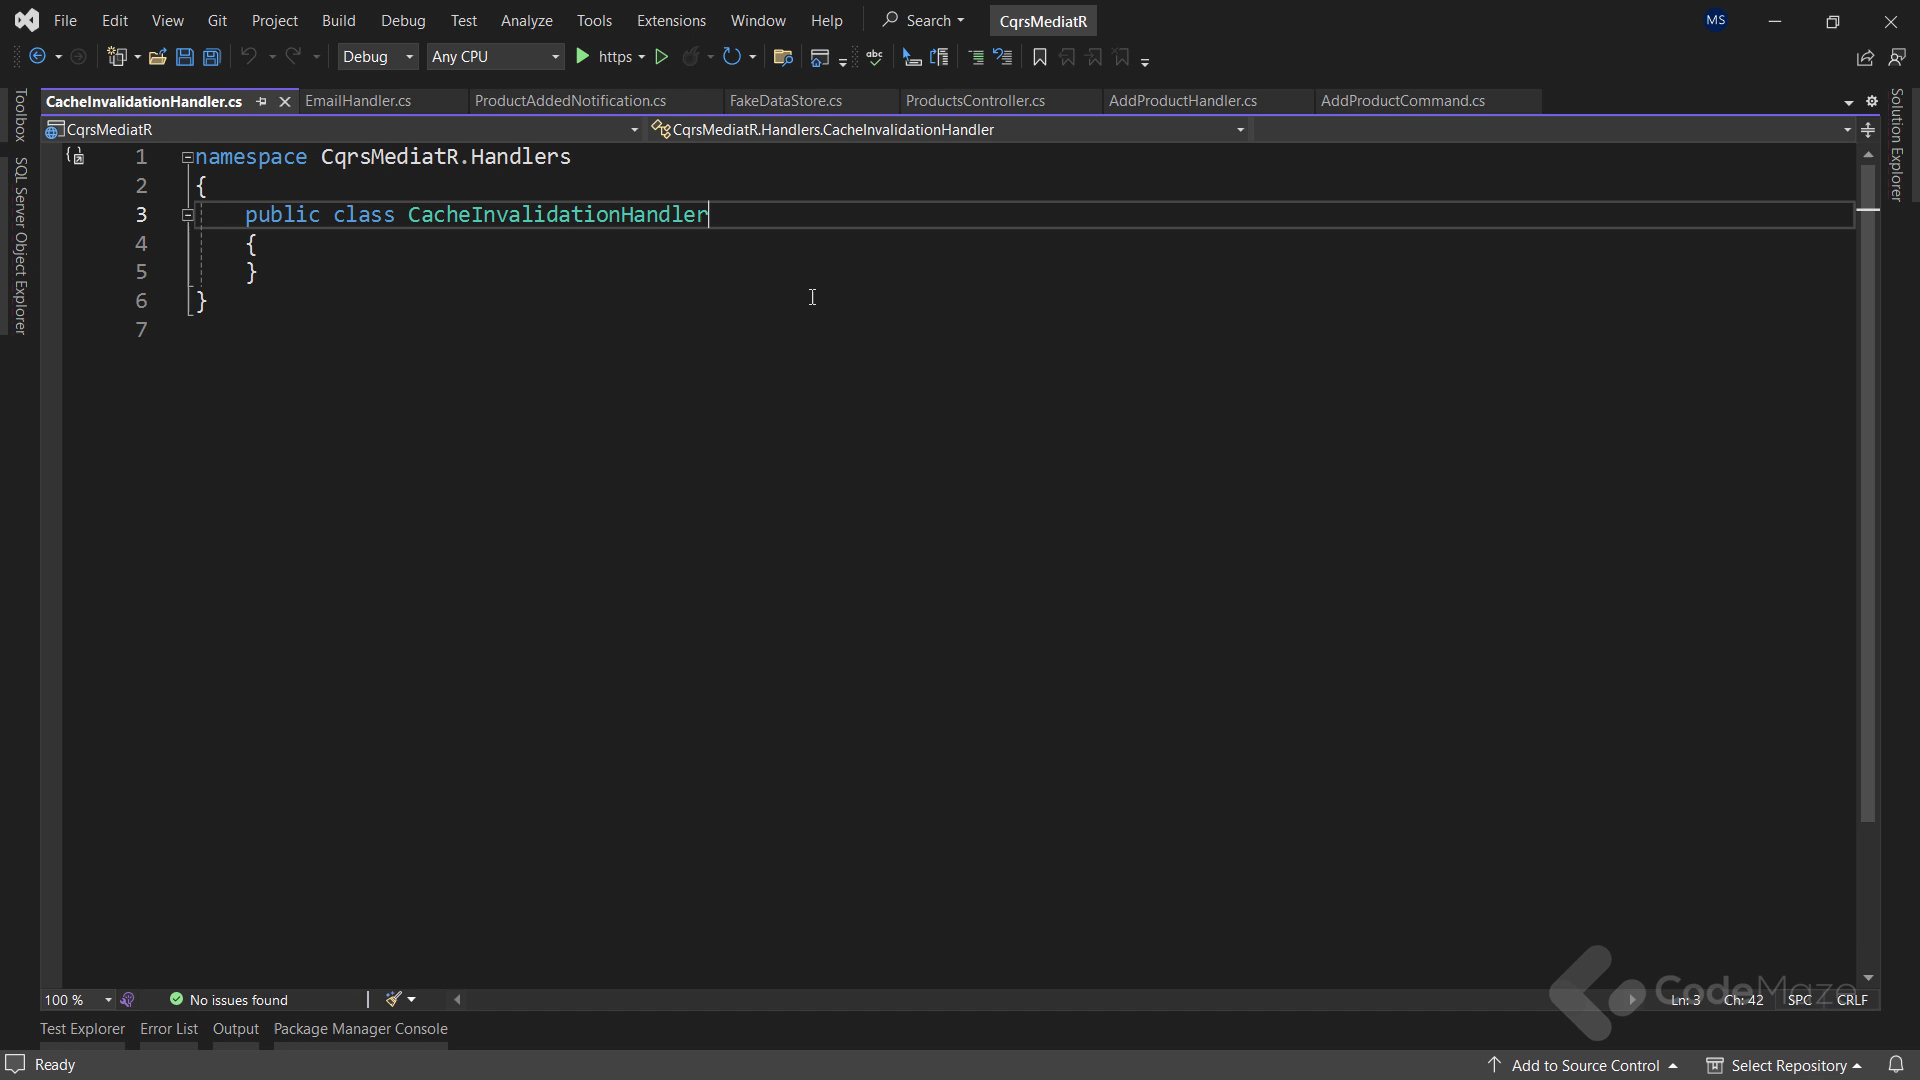 File Edit View Git Project Build Debug Test Analyze Tools Extensions Window Help Search CqrsMediatR MS
Debug Any CPU https abc
CacheInvalidationHandler.cs EmailHandler.cs ProductAddedNotification.cs FakeDataStore.cs ProductsController.cs AddProductHandler.cs AddProductCommand.cs
CqrsMediatR CqrsMediatR.Handlers.CacheInvalidationHandler
Toolbox
SQL Server Object Explorer
Solution Explorer
1 namespace CqrsMediatR.Handlers
2 {
3 public class CacheInvalidationHandler
4 {
5 }
6 }
7
100 % No issues found Ln: 3 Ch: 42 SPC CRLF
CodeMaze
Test Explorer Error List Output Package Manager Console
Ready Add to Source Control Select Repository